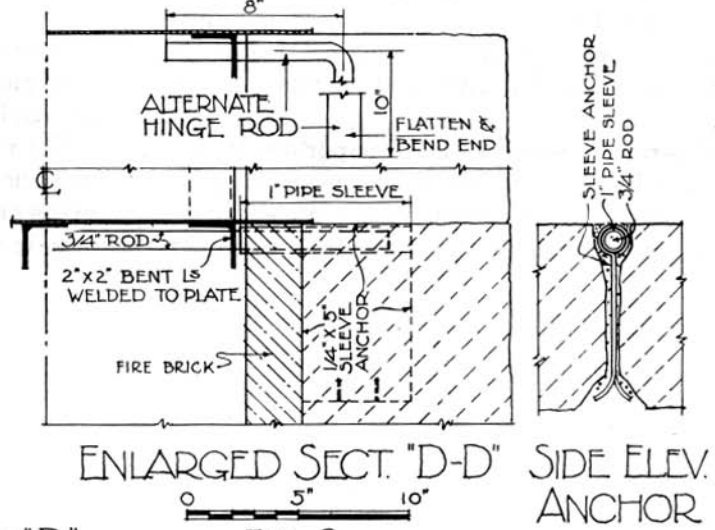 8"
ALTERNATE
HINGE ROD
10"
FLATTEN &
BEND END
℄
1" PIPE SLEEVE
3/4" ROD
2" X 2" BENT Ls
WELDED TO PLATE
FIRE BRICK
1/4" X 5"
SLEEVE
ANCHOR
SLEEVE ANCHOR
1" PIPE SLEEVE
3/4" ROD
ENLARGED SECT. "D-D"
0 5" 10"
SIDE ELEV.
ANCHOR